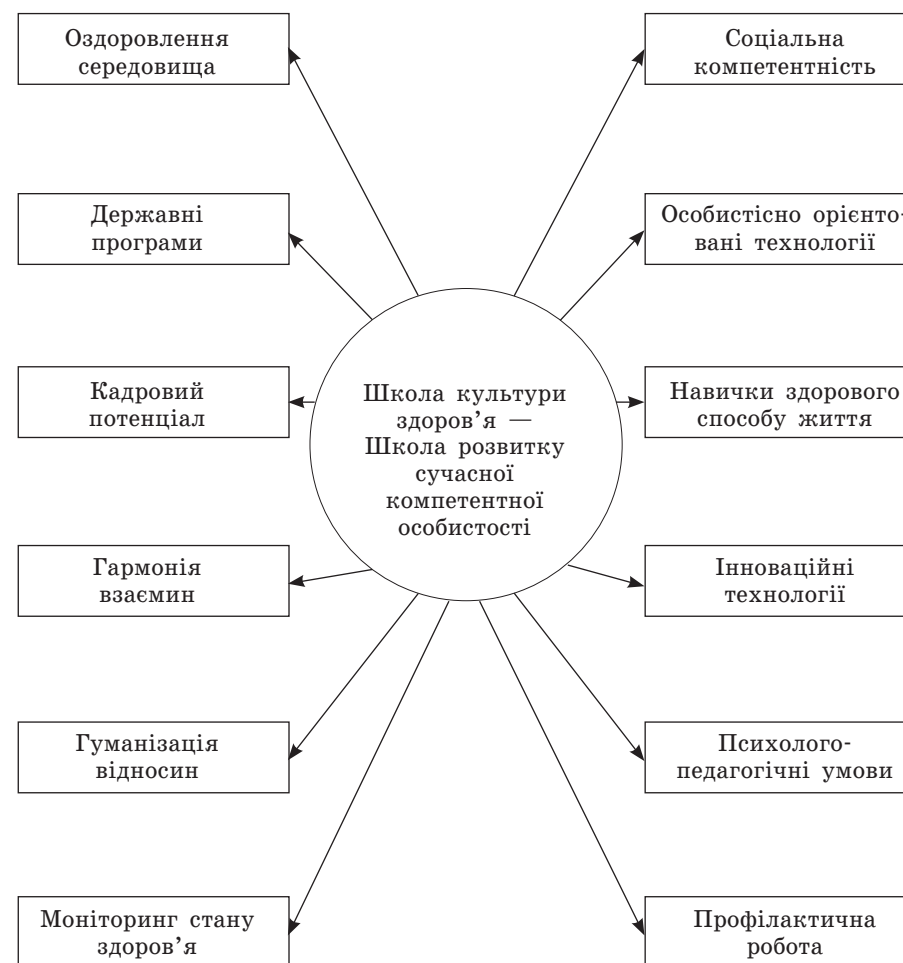 Оздоровлення
середовища
Соціальна
компетентність
Державні
програми
Особистісно орієнто-
вані технології
Кадровий
потенціал
Школа культури
здоров’я —
Школа розвитку
сучасної
компетентної
особистості
Навички здорового
способу життя
Гармонія
взаємин
Інноваційні
технології
Гуманізація
відносин
Психолого-
педагогічні умови
Моніторинг стану
здоров’я
Профілактична
робота